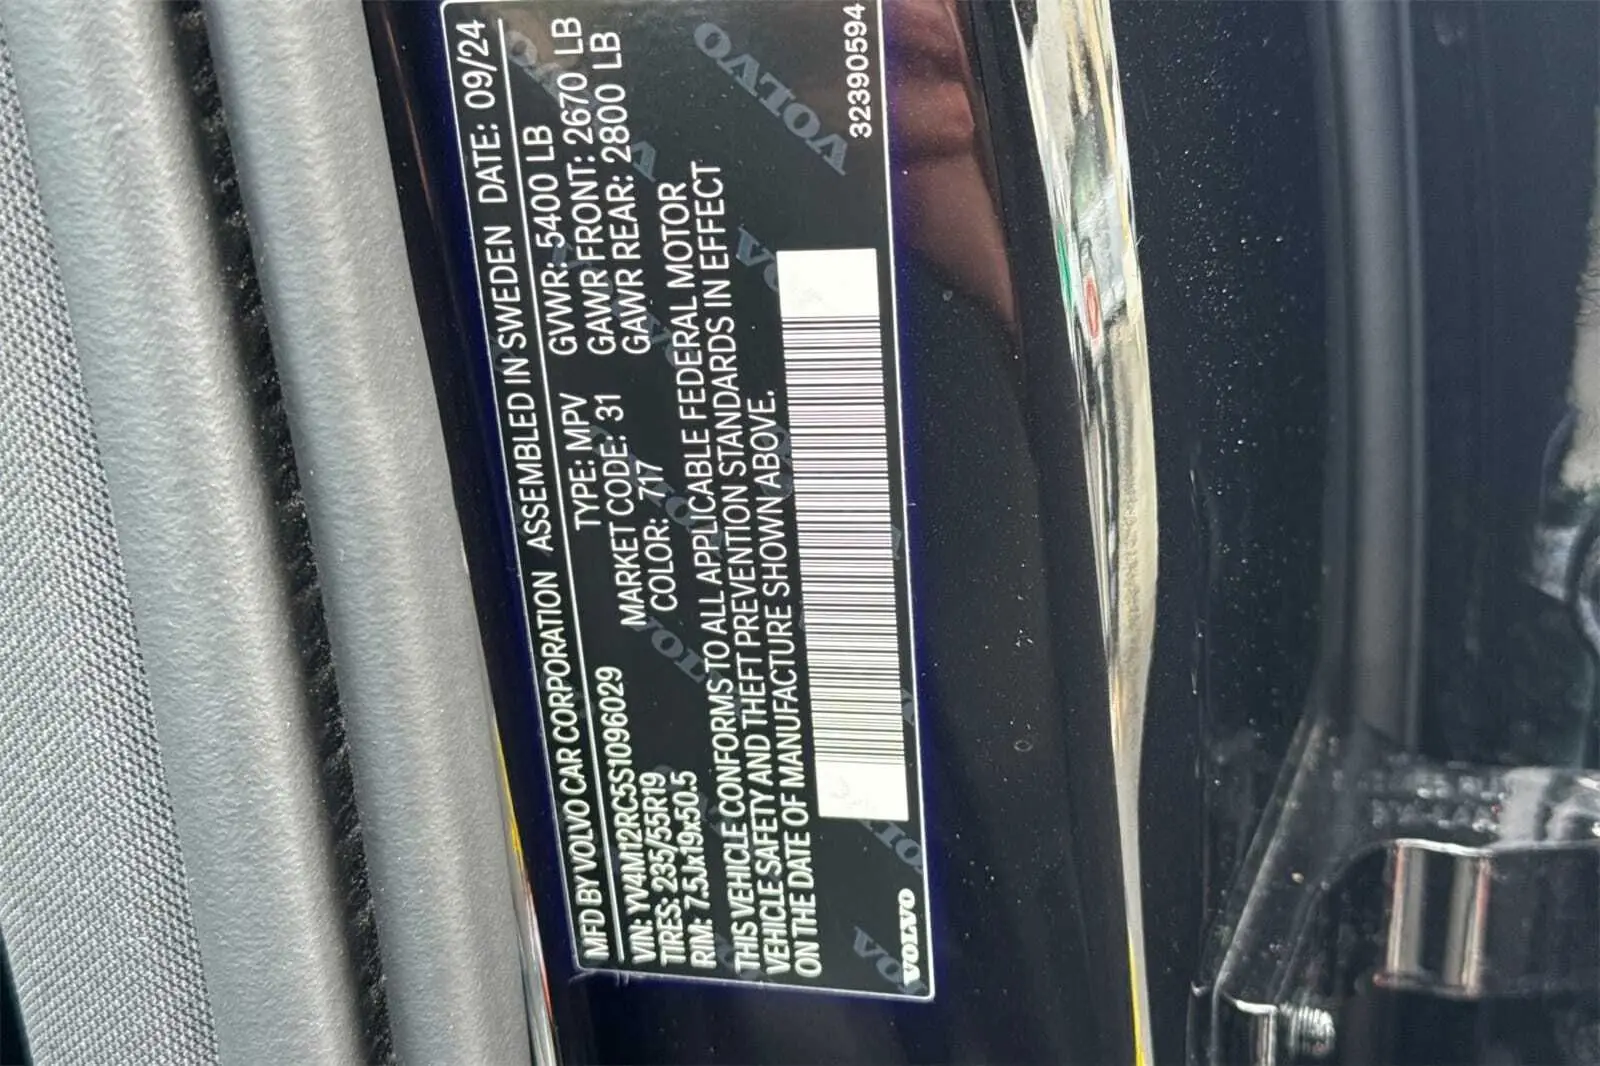 MFD BY VOLVO CAR CORPORATION ASSEMBLED IN SWEDEN DATE: 09/24
VIN: YV4M12RC5S1096029 TYPE: MPV GVWR: 5400 LB
TIRES: 235/55R19 MARKET CODE: 31 GAWR FRONT: 2670 LB
RIM: 7.5Jx19x50.5 COLOR: 717 GAWR REAR: 2800 LB
THIS VEHICLE CONFORMS TO ALL APPLICABLE FEDERAL MOTOR
VEHICLE SAFETY AND THEFT PREVENTION STANDARDS IN EFFECT
ON THE DATE OF MANUFACTURE SHOWN ABOVE.
VOLVO
32390594